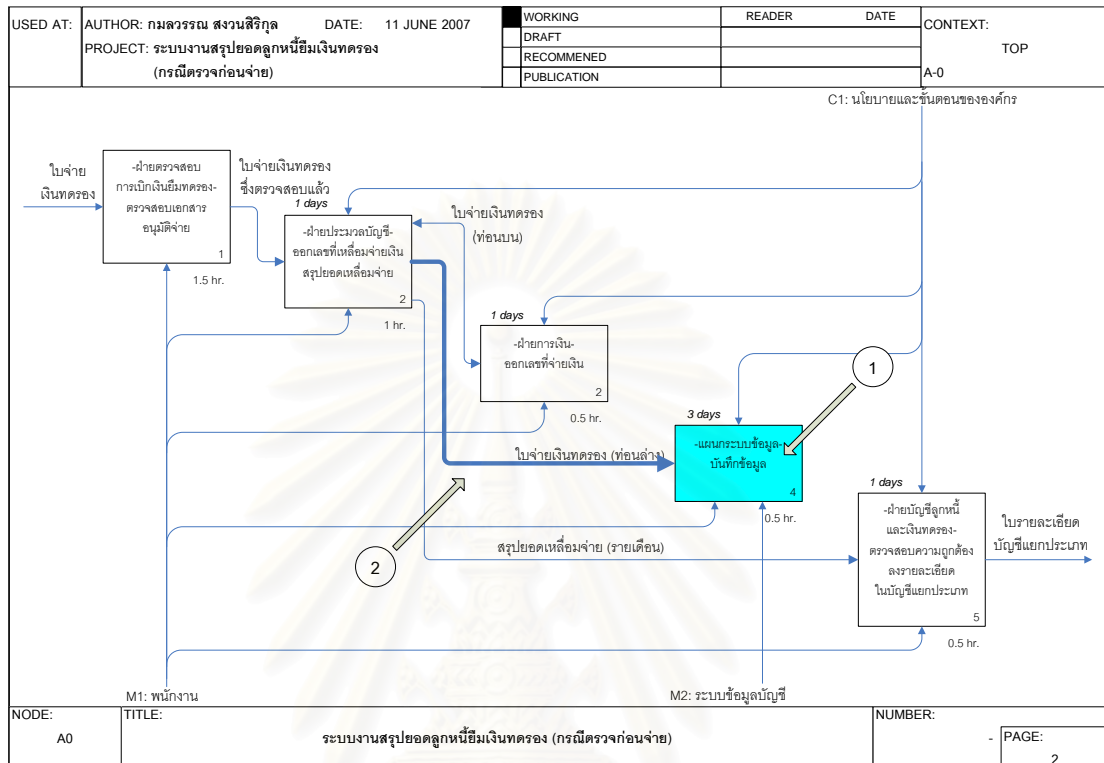 USED AT:
AUTHOR: กมลวรรณ สงวนสิริกุล DATE: 11 JUNE 2007
PROJECT: ระบบงานสรุปยอดลูกหนี้ยืมเงินทดรอง
(กรณีตรวจก่อนจ่าย)
WORKING
DRAFT
RECOMMENED
PUBLICATION
READER DATE
CONTEXT:
TOP
A-0
C1: นโยบายและขั้นตอนขององค์กร
ใบจ่าย
เงินทดรอง
-ฝ่ายตรวจสอบ
การเบิกเงินยืมทดรอง-
ตรวจสอบเอกสาร
อนุมัติจ่าย
1
1.5 hr.
ใบจ่ายเงินทดรอง
ซึ่งตรวจสอบแล้ว
1 days
-ฝ่ายประมวลบัญชี-
ออกเลขที่เหลื่อมจ่ายเงิน
สรุปยอดเหลื่อมจ่าย
2
1 hr.
ใบจ่ายเงินทดรอง
(ท่อนบน)
1 days
-ฝ่ายการเงิน-
ออกเลขที่จ่ายเงิน
2
0.5 hr.
1
3 days
-แผนกระบบข้อมูล-
บันทึกข้อมูล
4
0.5 hr.
ใบจ่ายเงินทดรอง (ท่อนล่าง)
2
สรุปยอดเหลื่อมจ่าย (รายเดือน)
1 days
-ฝ่ายบัญชีลูกหนี้
และเงินทดรอง-
ตรวจสอบความถูกต้อง
ลงรายละเอียด
ในบัญชีแยกประเภท
5
0.5 hr.
ใบรายละเอียด
บัญชีแยกประเภท
M1: พนักงาน
M2: ระบบข้อมูลบัญชี
NODE:
A0
TITLE:
ระบบงานสรุปยอดลูกหนี้ยืมเงินทดรอง (กรณีตรวจก่อนจ่าย)
NUMBER:
-
PAGE:
2